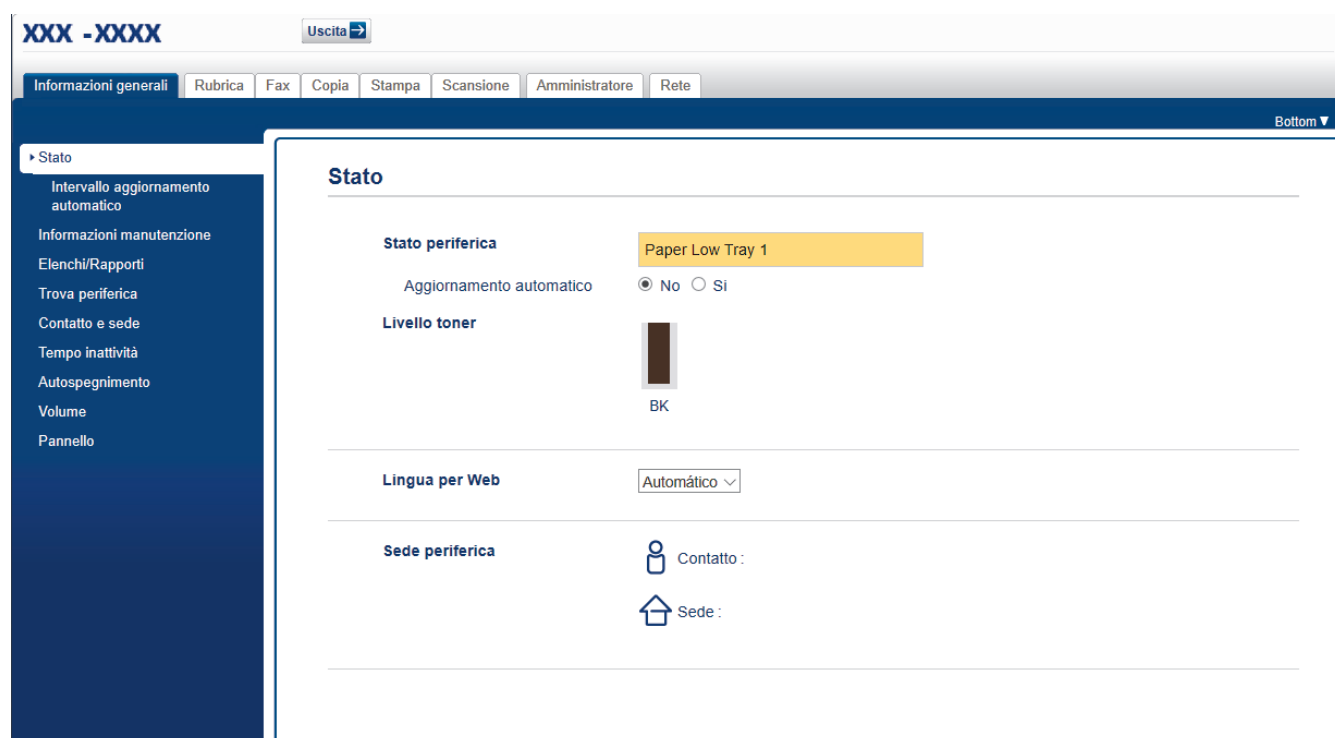 XXX -XXXX
Uscita
Informazioni generali Rubrica Fax Copia Stampa Scansione Amministratore Rete
Bottom▼
Stato
Intervallo aggiornamento
automatico
Informazioni manutenzione
Elenchi/Rapporti
Trova periferica
Contatto e sede
Tempo inattività
Autospegnimento
Volume
Pannello
Stato
Stato periferica Paper Low Tray 1
Aggiornamento automatico No Si
Livello toner
BK
Lingua per Web Automático
Sede periferica Contatto :
Sede :